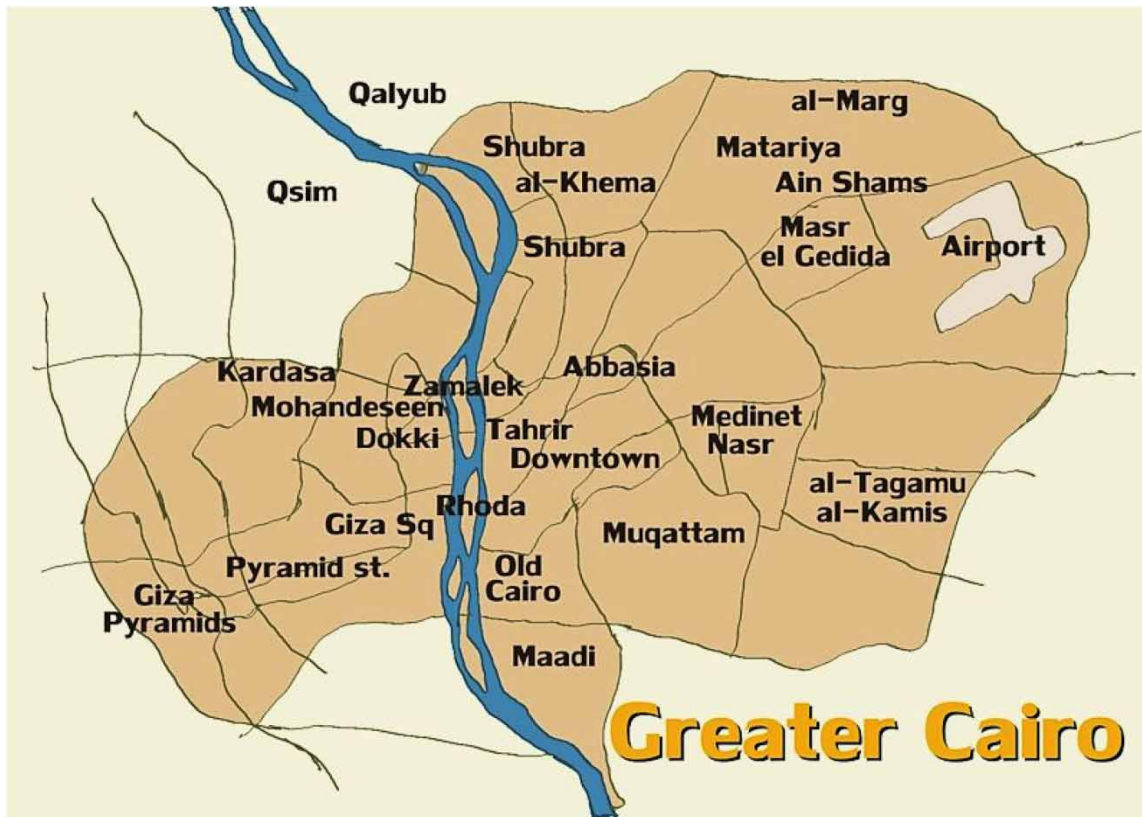 Qalyub
al-Marg
Shubra
al-Khema
Matariya
Qsim
Ain Shams
Masr
el Gedida
Shubra
Airport
Kardasa
Zamalek
Abbasia
Mohandeseen
Dokki
Tahrir
Downtown
Medinet
Nasr
al-Tagamu
al-Kamis
Rhoda
Giza Sq
Muqattam
Pyramid st.
Old
Cairo
Giza
Pyramids
Maadi
Greater Cairo